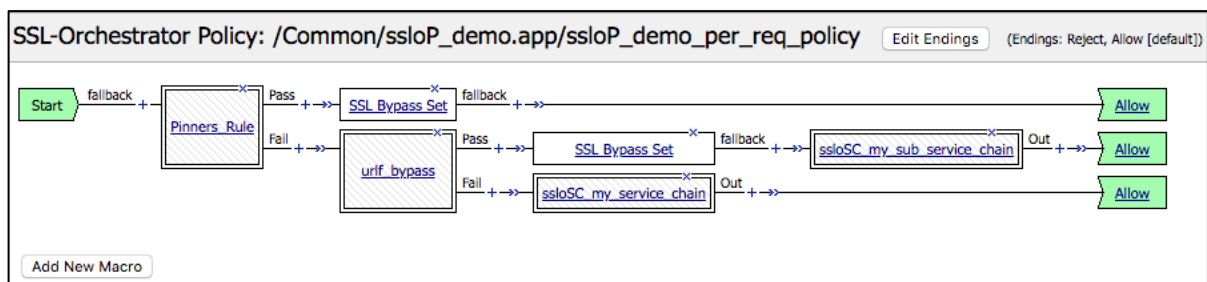 SSL-Orchestrator Policy: /Common/ssloP_demo.app/ssloP_demo_per_req_policy Edit Endings (Endings: Reject, Allow [default])
Start fallback + Pinners_Rule Pass + SSL Bypass Set fallback + Allow
Fail + urlf_bypass Pass + SSL Bypass Set fallback + ssloSC_my_sub_service_chain Out + Allow
Fail + ssloSC_my_service_chain Out + Allow
Add New Macro